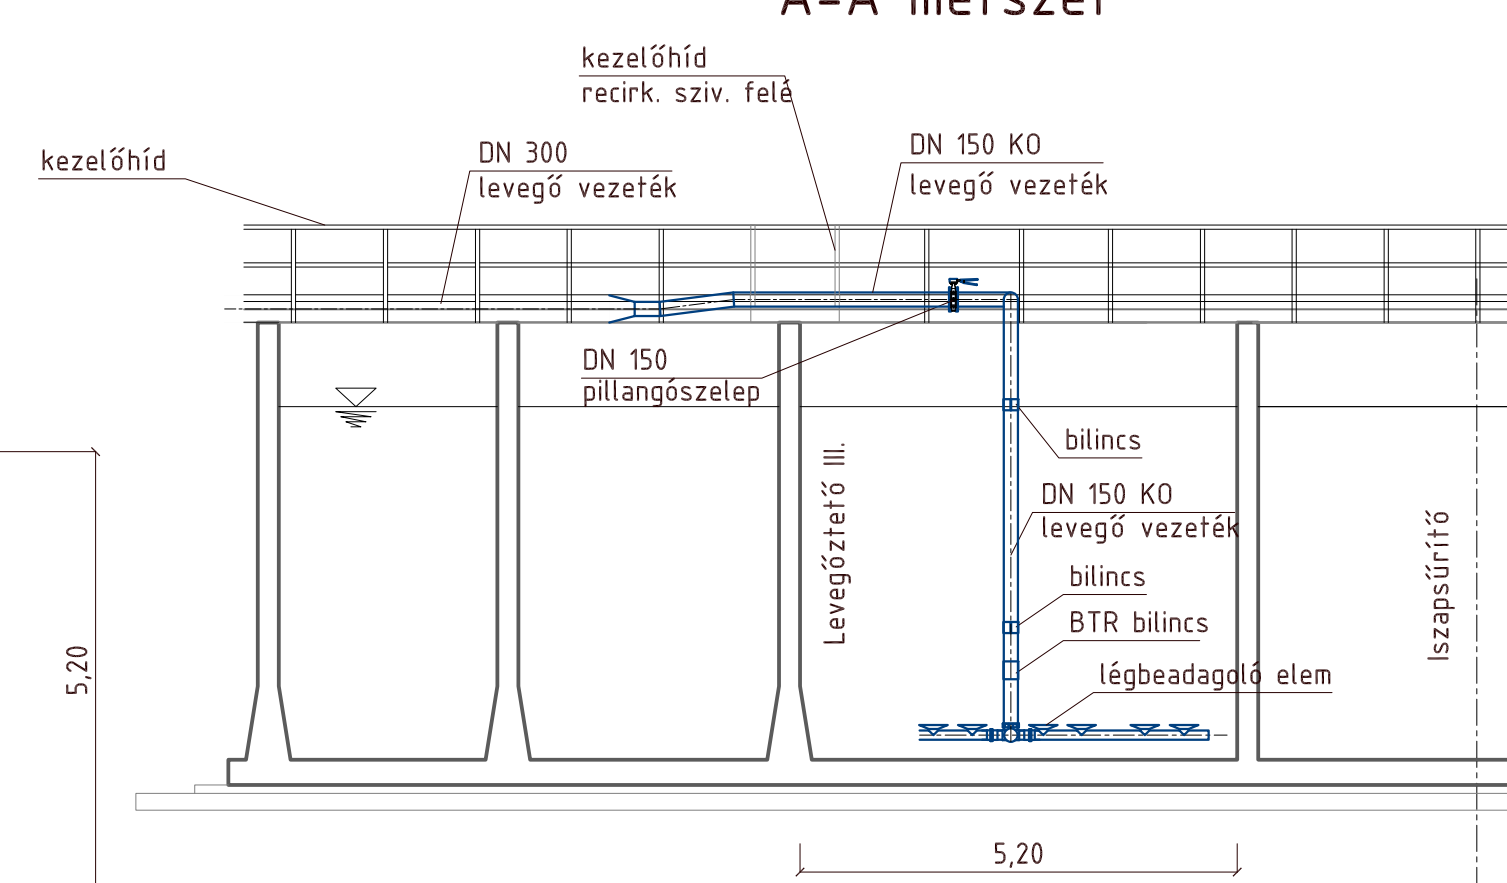 A-A metszet
kezelőhíd
recirk. sziv. felé
kezelőhíd
DN 300
levegő vezeték
DN 150 KO
levegő vezeték
DN 150
pillangószelep
bilincs
Levegőztető III.
DN 150 KO
levegő vezeték
Iszapsűrítő
bilincs
BTR bilincs
5,20
légbeadagoló elem
5,20